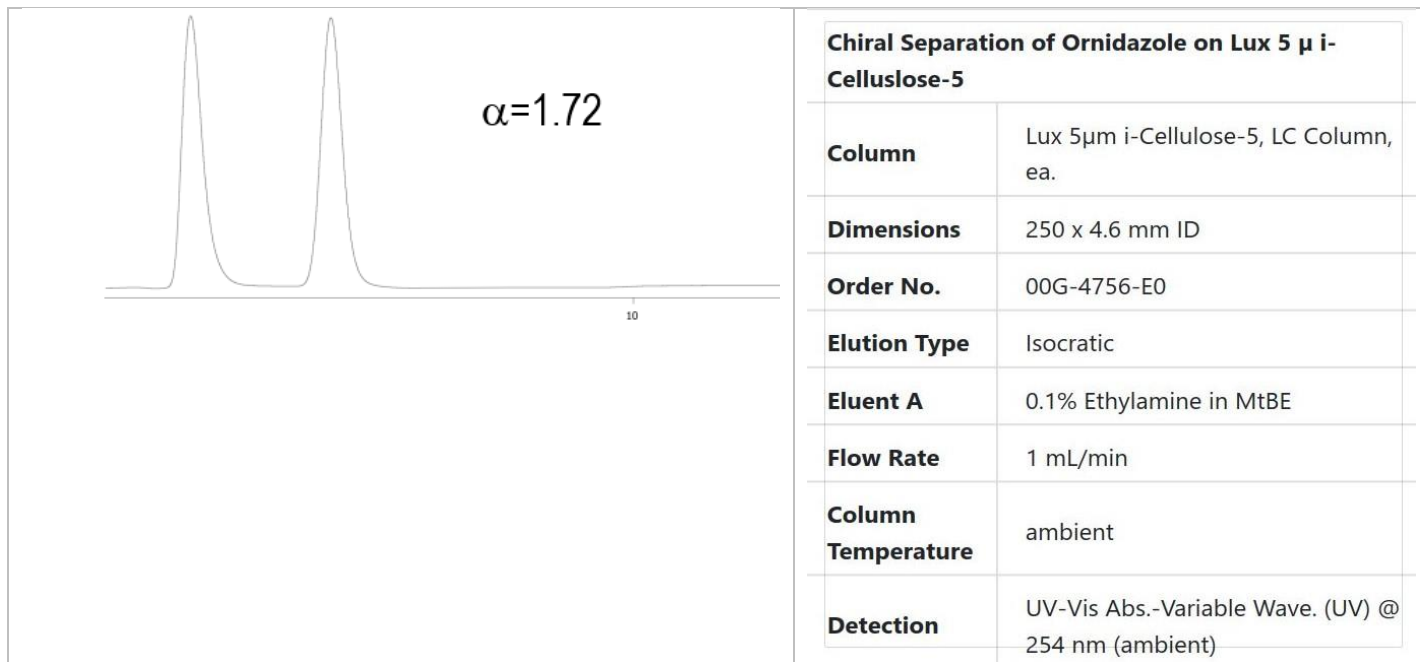 α=1.72
10
Chiral Separation of Ornidazole on Lux 5 µ i-
Celluslose-5
Column
Lux 5µm i-Cellulose-5, LC Column,
ea.
Dimensions
250 x 4.6 mm ID
Order No.
00G-4756-E0
Elution Type
Isocratic
Eluent A
0.1% Ethylamine in MtBE
Flow Rate
1 mL/min
Column
Temperature
ambient
Detection
UV-Vis Abs.-Variable Wave. (UV) @
254 nm (ambient)